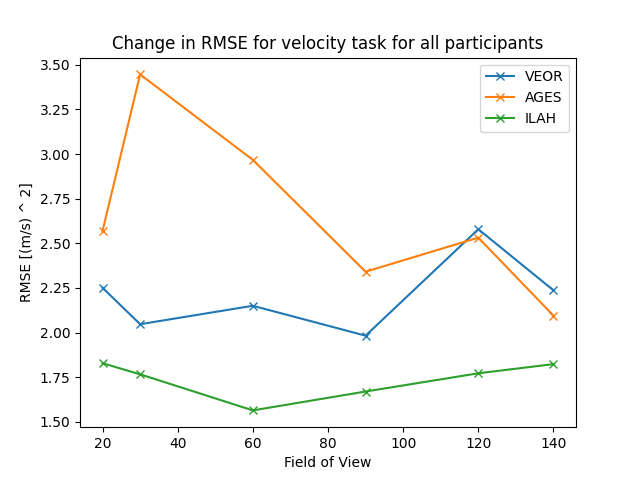 Change in RMSE for velocity task for all participants
VEOR
AGES
ILAH
RMSE [(m/s) ^ 2]
3.50
3.25
3.00
2.75
2.50
2.25
2.00
1.75
1.50
20 40 60 80 100 120 140
Field of View